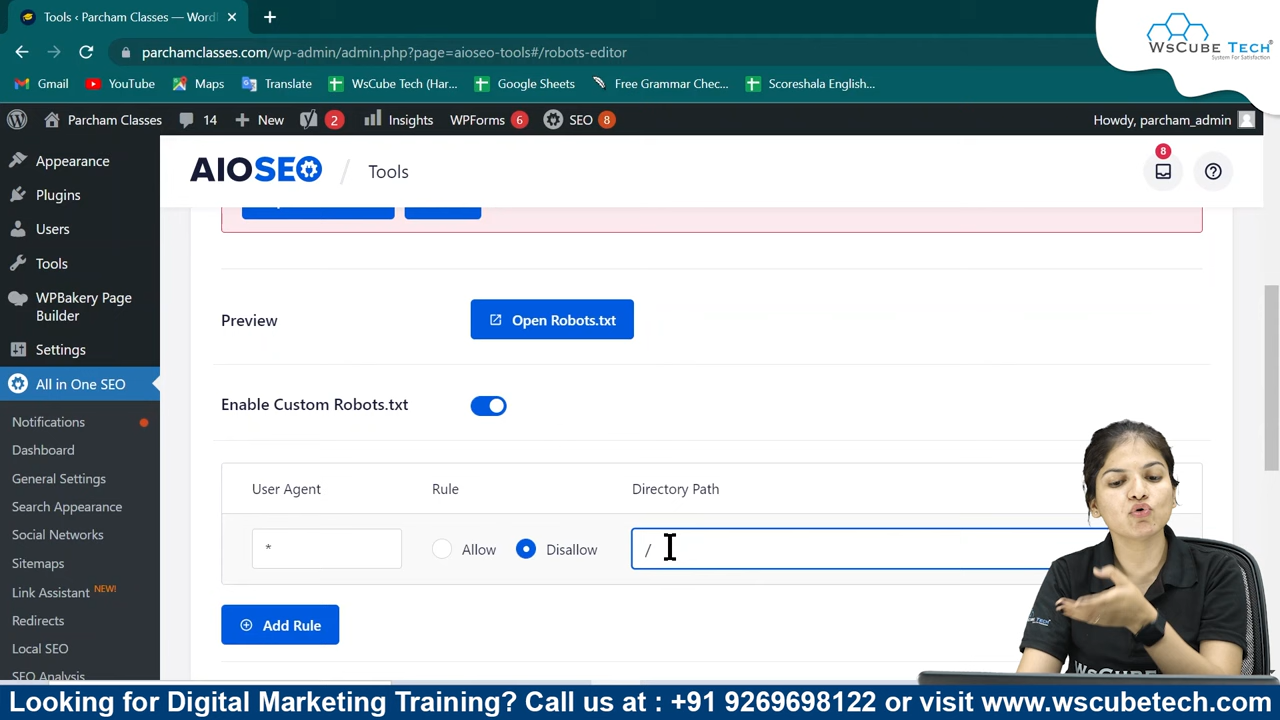 Tools ‹ Parcham Classes — Word
parchamclasses.com/wp-admin/admin.php?page=aioseo-tools#/robots-editor
WsCube Tech
System For Satisfaction
Gmail YouTube Maps Translate WsCube Tech (Har... Google Sheets Free Grammar Chec... Scoreshala English...
Parcham Classes 14 New 2 Insights WPForms 6 SEO 8 Howdy, parcham_admin
Appearance
Plugins
Users
Tools
WPBakery Page
Builder
Settings
All in One SEO
Notifications
Dashboard
General Settings
Search Appearance
Social Networks
Sitemaps
Link Assistant NEW!
Redirects
Local SEO
SEO Analysis
AIOSEO / Tools 8
Preview Open Robots.txt
Enable Custom Robots.txt
User Agent Rule Directory Path
* Allow Disallow /
Add Rule
WsCube Tech
WsCube
Looking for Digital Marketing Training? Call us at : +91 9269698122 or visit www.wscubetech.com